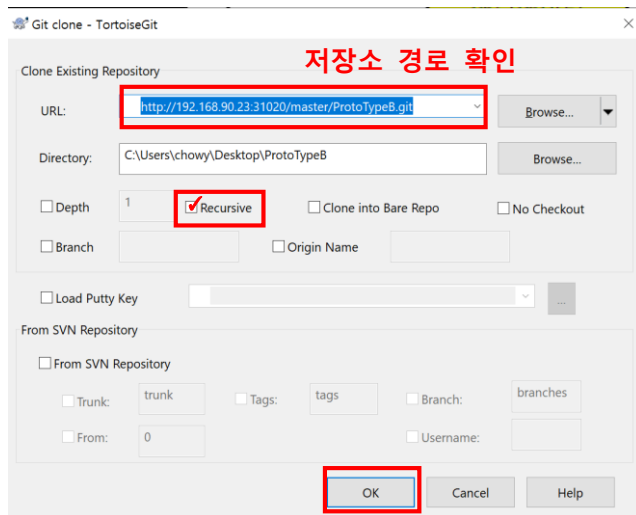 Git clone - TortoiseGit
저장소 경로 확인
Clone Existing Repository
URL: http://192.168.90.23:31020/master/ProtoTypeB.git Browse...
Directory: C:\Users\chowy\Desktop\ProtoTypeB Browse...
Depth 1 Recursive Clone into Bare Repo No Checkout
Branch Origin Name
Load Putty Key ...
From SVN Repository
From SVN Repository
Trunk: trunk Tags: tags Branch: branches
From: 0 Username:
OK Cancel Help